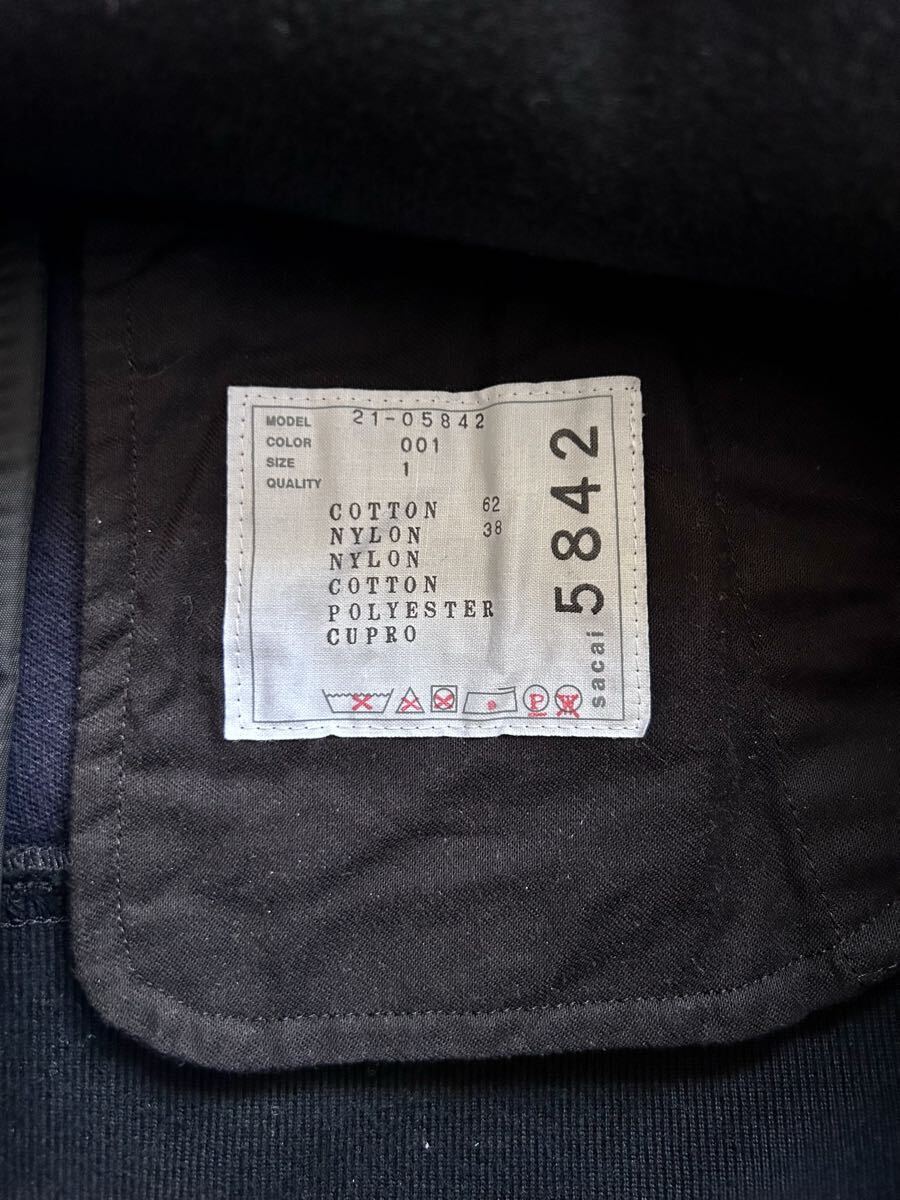 MODEL 21-05842
COLOR 001
SIZE 1
QUALITY
COTTON 62
NYLON 38
NYLON
COTTON
POLYESTER
CUPRO
P W
sacai 5842